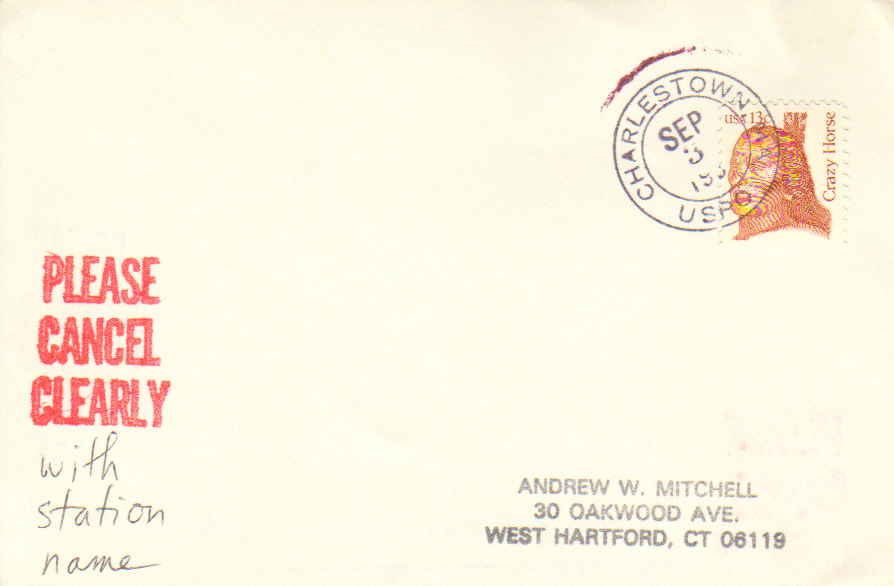 CHARLESTOWN MA
SEP
3
USPO
USA 13c
Crazy Horse
PLEASE
CANCEL
CLEARLY
with
station
name
ANDREW W. MITCHELL
30 OAKWOOD AVE.
WEST HARTFORD, CT 06119